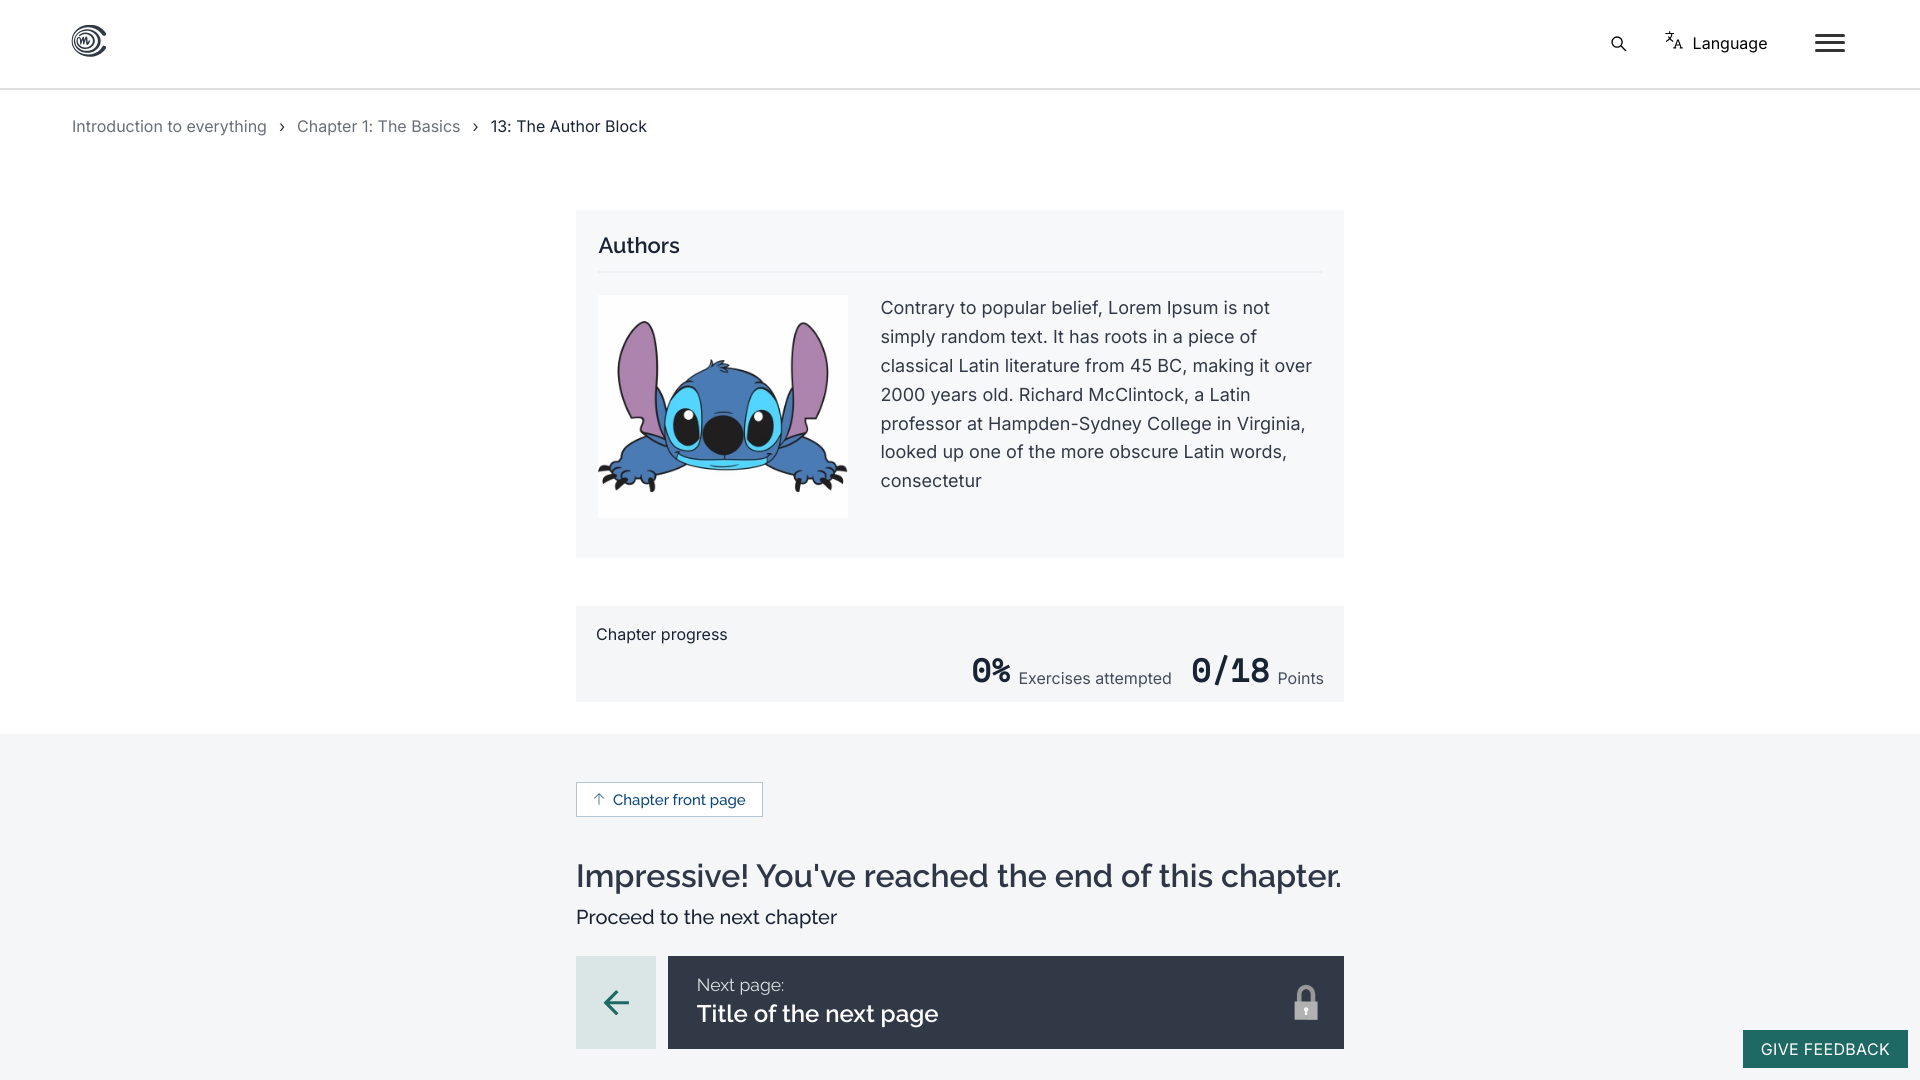 Language
Introduction to everything › Chapter 1: The Basics › 13: The Author Block
Authors
Contrary to popular belief, Lorem Ipsum is not
simply random text. It has roots in a piece of
classical Latin literature from 45 BC, making it over
2000 years old. Richard McClintock, a Latin
professor at Hampden-Sydney College in Virginia,
looked up one of the more obscure Latin words,
consectetur
Chapter progress
0% Exercises attempted 0/18 Points
Chapter front page
Impressive! You've reached the end of this chapter.
Proceed to the next chapter
Next page:
Title of the next page
GIVE FEEDBACK